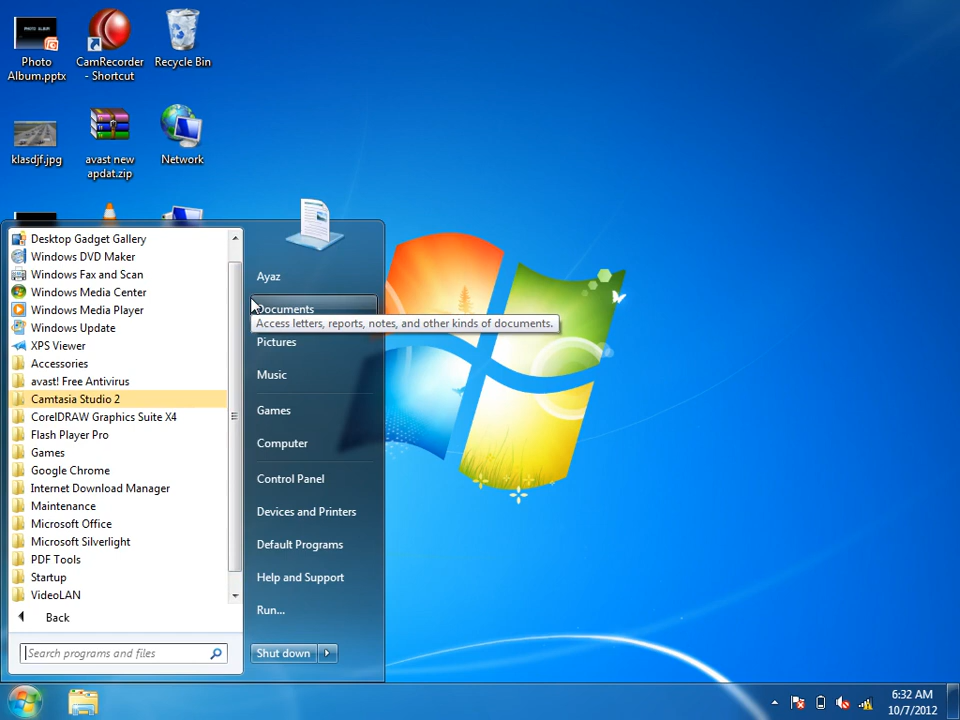 PHOTO ALBUM
Photo
Album.pptx
CamRecorder
- Shortcut
Recycle Bin
klasdjf.jpg
avast new
apdat.zip
Network
Desktop Gadget Gallery
Windows DVD Maker
Windows Fax and Scan
Windows Media Center
Windows Media Player
Windows Update
XPS Viewer
Accessories
avast! Free Antivirus
Camtasia Studio 2
CorelDRAW Graphics Suite X4
Flash Player Pro
Games
Google Chrome
Internet Download Manager
Maintenance
Microsoft Office
Microsoft Silverlight
PDF Tools
Startup
VideoLAN
Back
Search programs and files
Ayaz
Documents
Access letters, reports, notes, and other kinds of documents.
Pictures
Music
Games
Computer
Control Panel
Devices and Printers
Default Programs
Help and Support
Run...
Shut down
6:32 AM
10/7/2012